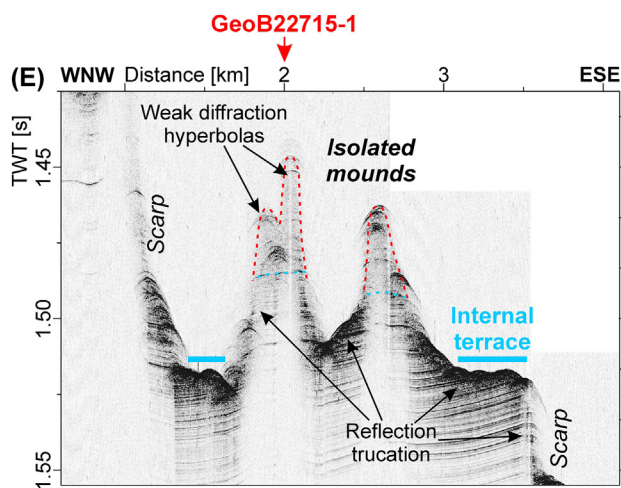 GeoB22715-1
(E) WNW Distance [km] 2 3 ESE
Weak diffraction
hyperbolas
Isolated
mounds
TWT [s]
1.45
Scarp
1.50
Internal
terrace
Reflection
trucation
Scarp
1.55